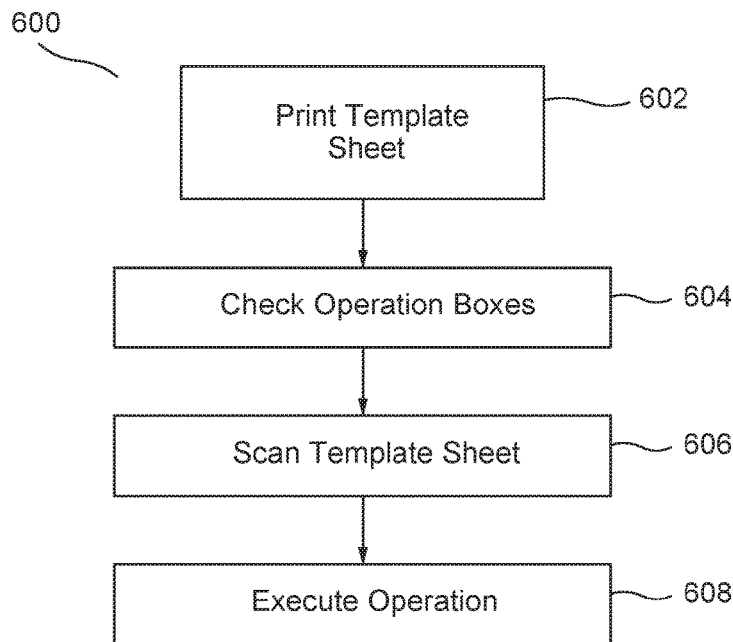 600
Print Template
Sheet
602
Check Operation Boxes
604
Scan Template Sheet
606
Execute Operation
608